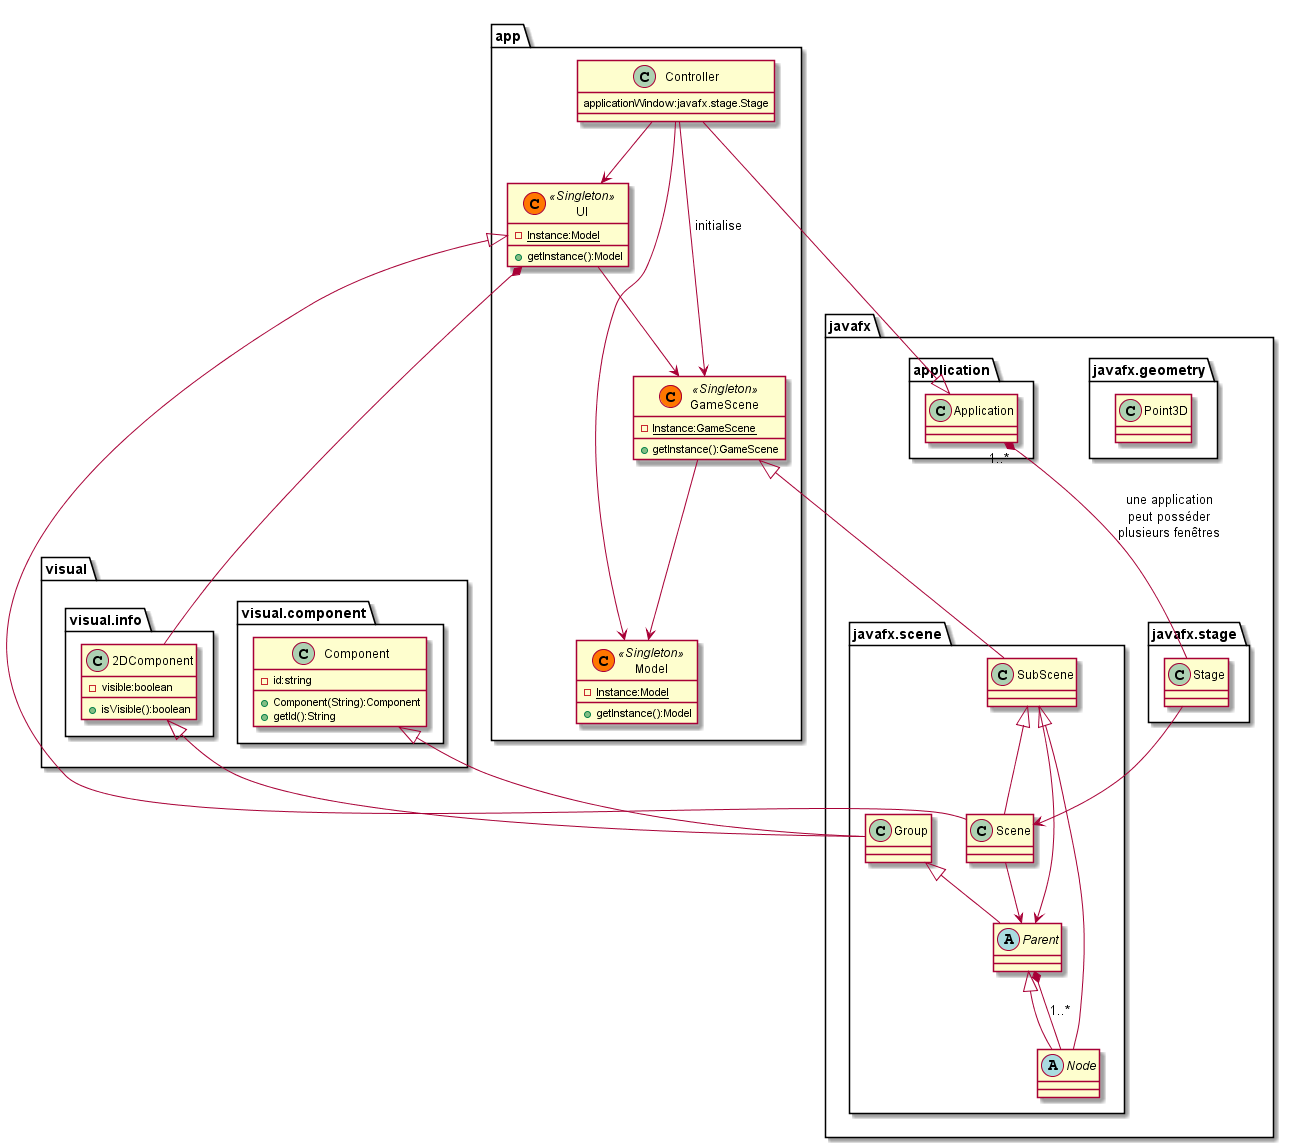 app
C Controller
applicationWindow:javafx.stage.Stage
C «Singleton»
UI
Instance:Model
getInstance():Model
initialise
javafx
application
C Application
1..*
javafx.geometry
C Point3D
C «Singleton»
GameScene
Instance:GameScene
getInstance():GameScene
une application
peut posséder
plusieurs fenêtres
visual
visual.info
C 2DComponent
visible:boolean
isVisible():boolean
visual.component
C Component
id:string
Component(String):Component
getId():String
C «Singleton»
Model
Instance:Model
getInstance():Model
javafx.scene
C SubScene
javafx.stage
C Stage
C Group
C Scene
A Parent
1..*
A Node